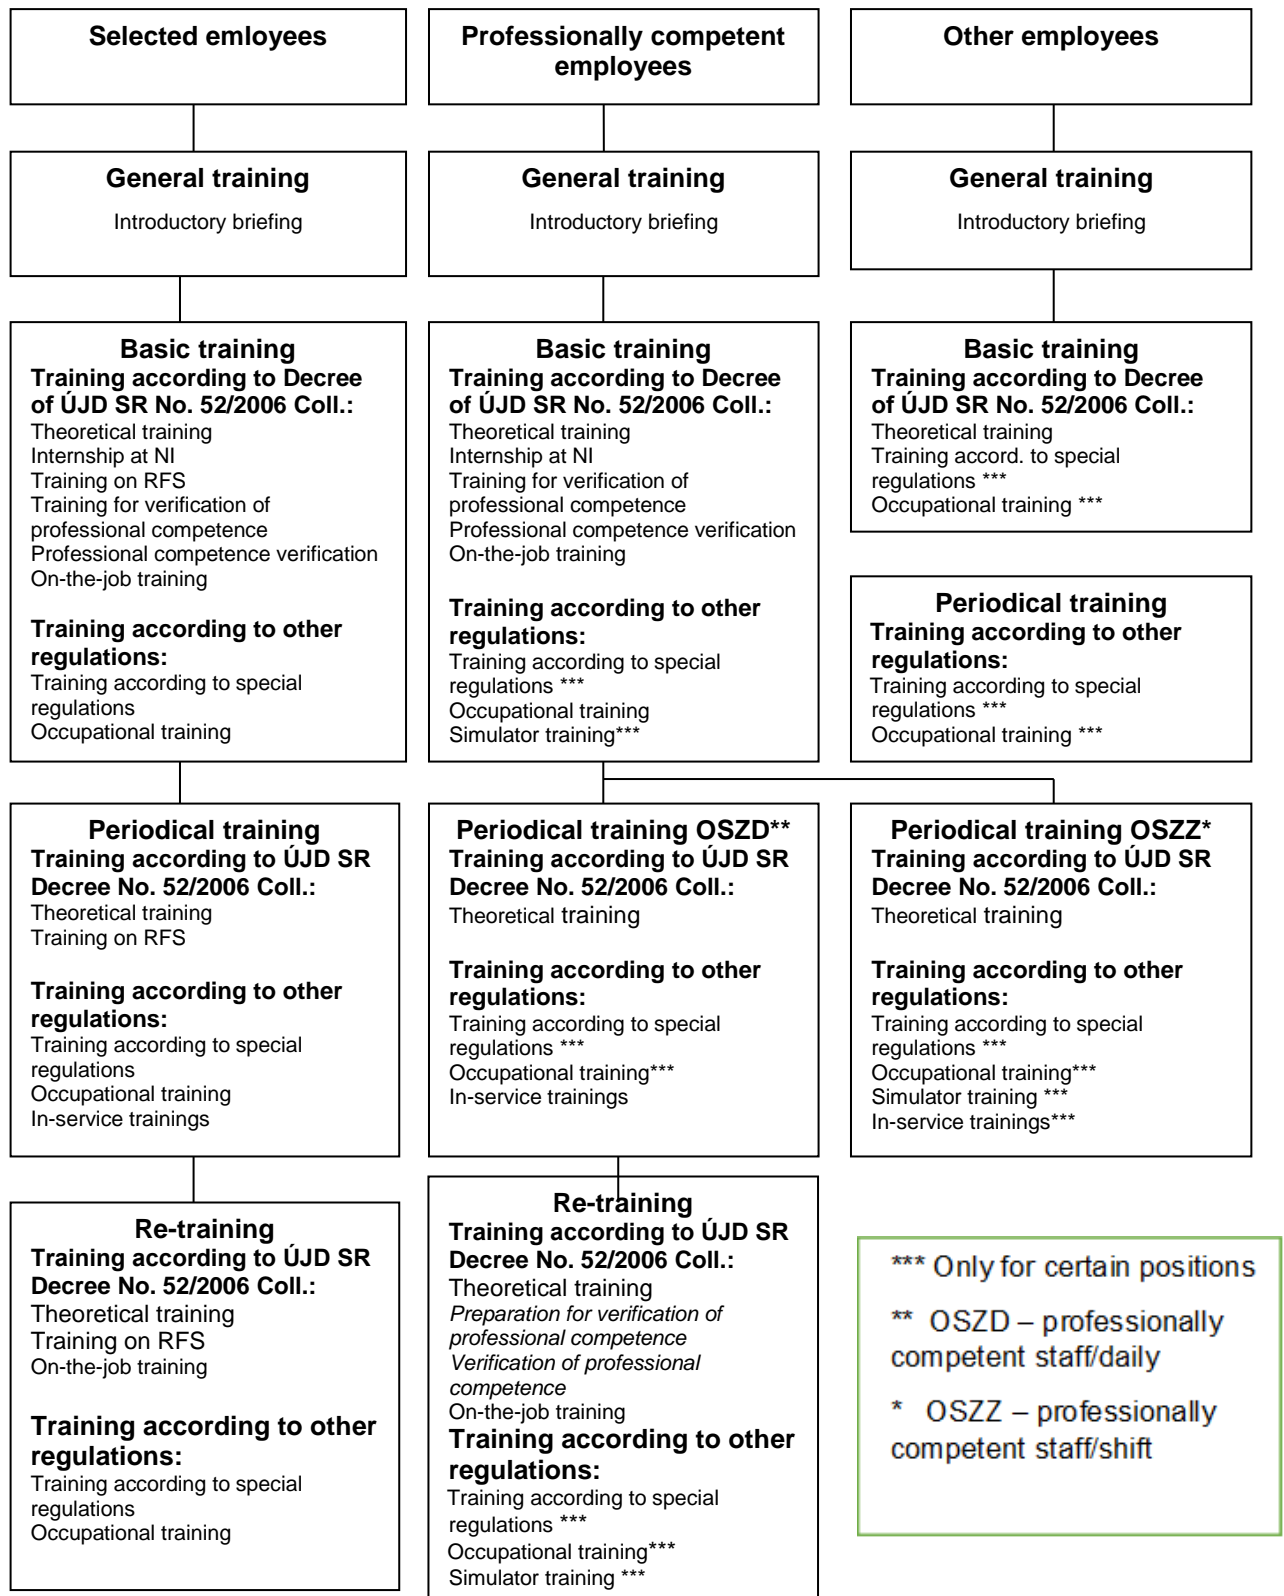 Selected emloyees
Professionally competent
employees
Other employees
General training
Introductory briefing
General training
Introductory briefing
General training
Introductory briefing
Basic training
Training according to Decree
of ÚJD SR No. 52/2006 Coll.:
Theoretical training
Internship at NI
Training on RFS
Training for verification of
professional competence
Professional competence verification
On-the-job training
Training according to other
regulations:
Training according to special
regulations
Occupational training
Basic training
Training according to Decree
of ÚJD SR No. 52/2006 Coll.:
Theoretical training
Internship at NI
Training for verification of
professional competence
Professional competence verification
On-the-job training
Training according to other
regulations:
Training according to special
regulations ***
Occupational training
Simulator training***
Basic training
Training according to Decree
of ÚJD SR No. 52/2006 Coll.:
Theoretical training
Training accord. to special
regulations ***
Occupational training ***
Periodical training
Training according to other
regulations:
Training according to special
regulations ***
Occupational training ***
Periodical training
Training according to ÚJD SR
Decree No. 52/2006 Coll.:
Theoretical training
Training on RFS
Training according to other
regulations:
Training according to special
regulations
Occupational training
In-service trainings
Periodical training OSZD**
Training according to ÚJD SR
Decree No. 52/2006 Coll.:
Theoretical training
Training according to other
regulations:
Training according to special
regulations ***
Occupational training***
In-service trainings
Periodical training OSZZ*
Training according to ÚJD SR
Decree No. 52/2006 Coll.:
Theoretical training
Training according to other
regulations:
Training according to special
regulations ***
Occupational training***
Simulator training ***
In-service trainings***
Re-training
Training according to ÚJD SR
Decree No. 52/2006 Coll.:
Theoretical training
Training on RFS
On-the-job training
Training according to other
regulations:
Training according to special
regulations
Occupational training
Re-training
Training according to ÚJD SR
Decree No. 52/2006 Coll.:
Theoretical training
Preparation for verification of
professional competence
Verification of professional
competence
On-the-job training
Training according to other
regulations:
Training according to special
regulations ***
Occupational training***
Simulator training ***
*** Only for certain positions
** OSZD – professionally
competent staff/daily
* OSZZ – professionally
competent staff/shift